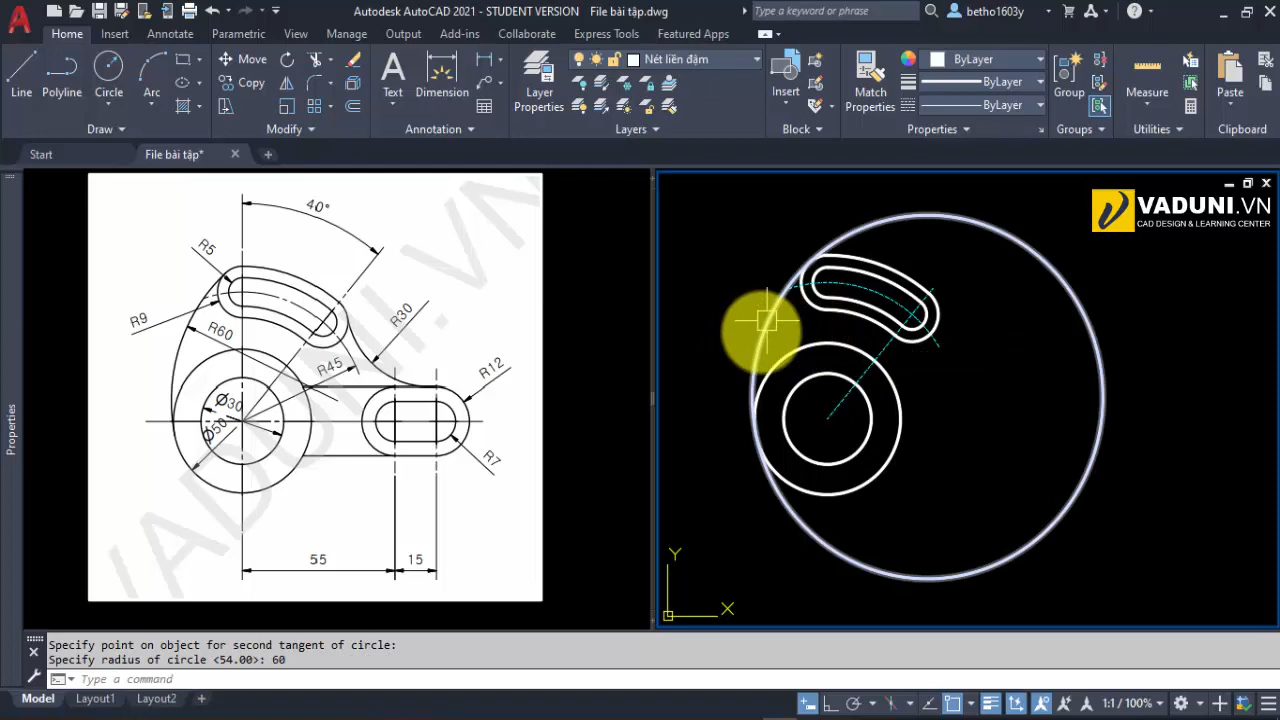 Autodesk AutoCAD 2021 - STUDENT VERSION File bài tập.dwg
Type a keyword or phrase
betho1603y
Home Insert Annotate Parametric View Manage Output Add-ins Collaborate Express Tools Featured Apps
Line Polyline Circle Arc
Move
Copy
Text Dimension
Layer Properties
Nét liền đậm
Insert
Match Properties
ByLayer
ByLayer
ByLayer
Group
Measure
Paste
Draw Modify Annotation Layers Block Properties Groups Utilities Clipboard
Start File bài tập*
Properties
40°
R5
R9
R60
R30
R45
R12
Ø30
Ø50
R7
55
15
VADUNI.VN
VADUNI.VN
CAD DESIGN & LEARNING CENTER
Y
X
Specify point on object for second tangent of circle:
Specify radius of circle <54.00>: 60
Type a command
Model Layout1 Layout2
1:1 / 100%